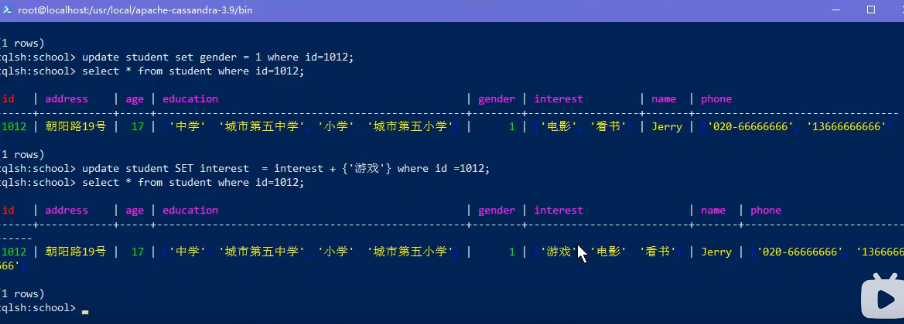 root@localhost:/usr/local/apache-cassandra-3.9/bin
(1 rows)
cqlsh:school> update student set gender = 1 where id=1012;
cqlsh:school> select * from student where id=1012;
id | address | age | education | gender | interest | name | phone
1012 | 朝阳路19号 | 17 | {'中学': '城市第五中学', '小学': '城市第五小学'} | 1 | {'电影', '看书'} | Jerry | ['020-66666666', '13666666666']
(1 rows)
cqlsh:school> update student SET interest  = interest + {'游戏'} where id =1012;
cqlsh:school> select * from student where id=1012;
id | address | age | education | gender | interest | name | phone
1012 | 朝阳路19号 | 17 | {'中学': '城市第五中学', '小学': '城市第五小学'} | 1 | {'游戏', '电影', '看书'} | Jerry | ['020-66666666', '13666
666']
(1 rows)
cqlsh:school>